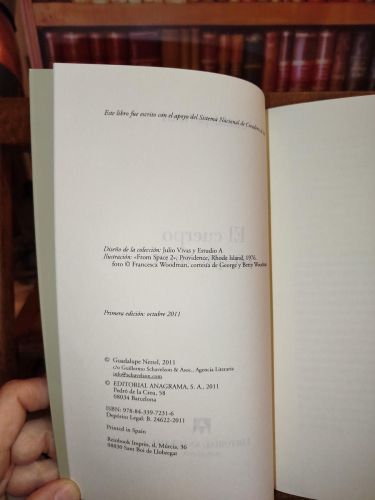 Este libro fue escrito con el apoyo del Sistema Nacional de Creadores de
Diseño de la colección: Julio Vivas y Estudio A
Ilustración: «From Space 2», Providence, Rhode Island, 1976,
foto © Francesca Woodman, cortesía de George y Betty Woodman
Primera edición: octubre 2011
© Guadalupe Nettel, 2011
c/o Guillermo Schavelzon & Asoc., Agencia Literaria
info@schavelzon.com
© EDITORIAL ANAGRAMA, S. A., 2011
Pedró de la Creu, 58
08034 Barcelona
ISBN: 978-84-339-7231-6
Depósito Legal: B. 24622-2011
Printed in Spain
Reinbook Imprès, sl, Múrcia, 36
08830 Sant Boi de Llobregat
El cuerpo